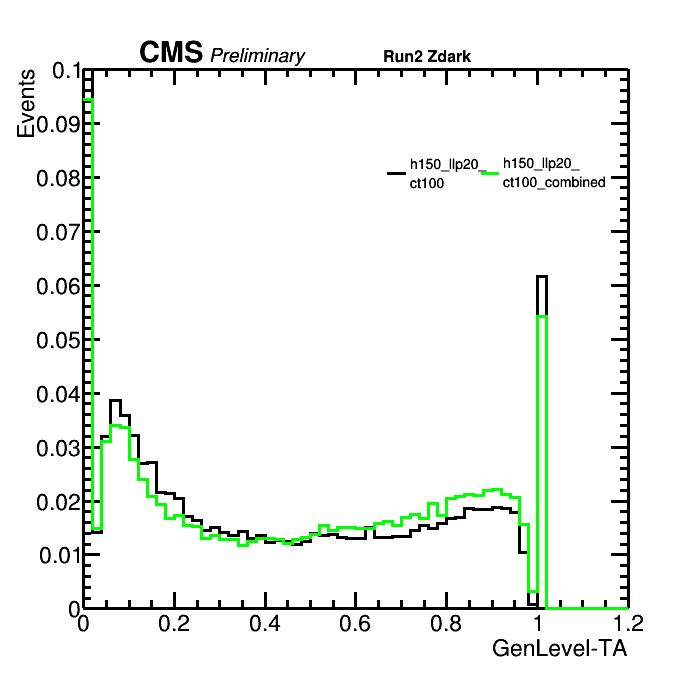 CMS Preliminary Run2 Zdark
Events
0.1
0.09
0.08
0.07
0.06
0.05
0.04
0.03
0.02
0.01
0
h150_llp20_
ct100
h150_llp20_
ct100_combined
0 0.2 0.4 0.6 0.8 1 1.2
GenLevel-TA